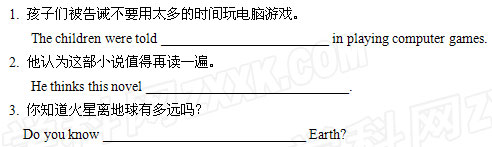 1. 孩子们被告诫不要用太多的时间玩电脑游戏。
The children were told ______________________ in playing computer games.
2. 他认为这部小说值得再读一遍。
He thinks this novel ______________________________.
3. 你知道火星离地球有多远吗?
Do you know ______________________________ Earth?